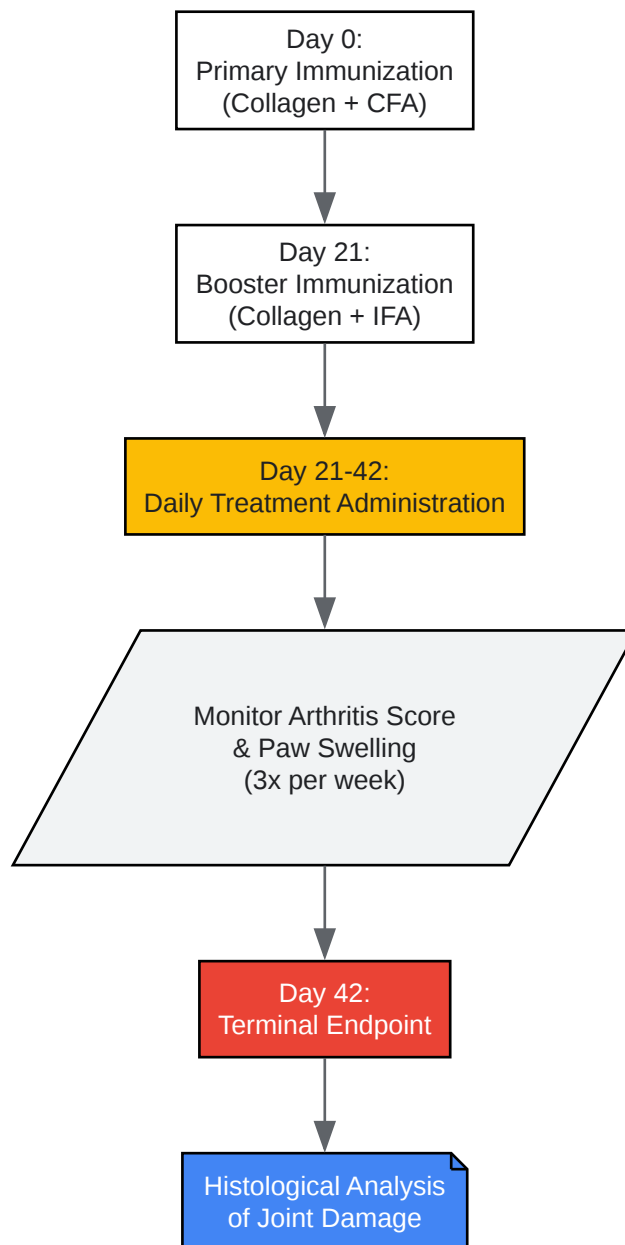 Day 0:
Primary Immunization
(Collagen + CFA)
Day 21:
Booster Immunization
(Collagen + IFA)
Day 21-42:
Daily Treatment Administration
Monitor Arthritis Score
& Paw Swelling
(3x per week)
Day 42:
Terminal Endpoint
Histological Analysis
of Joint Damage